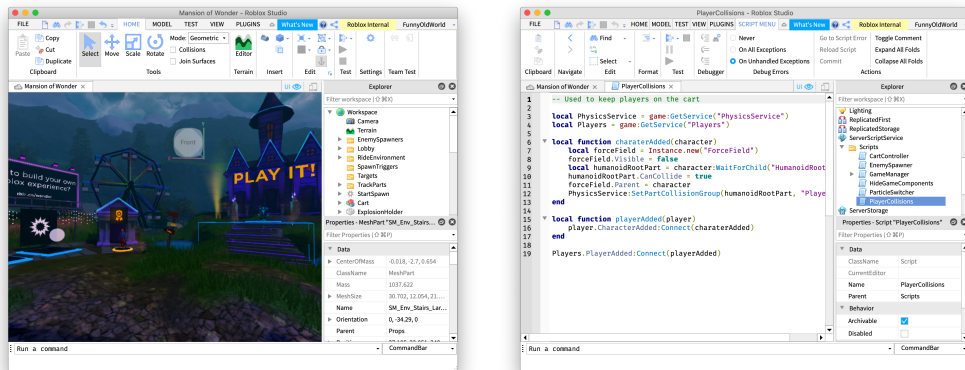 Mansion of Wonder - Roblox Studio
FILE HOME MODEL TEST VIEW PLUGINS What's New Roblox Internal FunnyOldWorld
Paste
Copy
Cut
Duplicate
Select Move Scale Rotate
Mode: Geometric
Collisions
Join Surfaces
Editor
Clipboard Tools Terrain Insert Edit Test Settings Team Test
Mansion of Wonder ×
UI
Front
to build your own
blox experience?
PLAY IT!
Explorer
Filter workspace (⇧⌘X)
Workspace
Camera
Terrain
EnemySpawners
Lobby
RideEnvironment
SpawnTriggers
Targets
TrackParts
StartSpawn
Cart
ExplosionHolder
Properties - MeshPart "SM_Env_Stairs...
Filter Properties (⇧⌘P)
Data
CenterOfMass -0.018, -2.7, 0.654
ClassName MeshPart
Mass 1037.622
MeshSize 30.702, 12.054, 21....
Name SM_Env_Stairs_Lar...
Orientation 0, -34.29, 0
Parent Props
Run a command
CommandBar
PlayerCollisions - Roblox Studio
FILE HOME MODEL TEST VIEW PLUGINS SCRIPT MENU What's New Roblox Internal FunnyOldWorld
Find
Select
Never
On All Exceptions
On Unhandled Exceptions
Go to Script Error
Reload Script
Commit
Toggle Comment
Expand All Folds
Collapse All Folds
Clipboard Navigate Edit Format Test Debugger Debug Errors Actions
Mansion of Wonder × PlayerCollisions ×
UI
1 -- Used to keep players on the cart
2
3 local PhysicsService = game:GetService("PhysicsService")
4 local Players = game:GetService("Players")
5
6 local function charaterAdded(character)
7 local forceField = Instance.new("ForceField")
8 forceField.Visible = false
9 local humanoidRootPart = character:WaitForChild("HumanoidRoot
10 humanoidRootPart.CanCollide = true
11 forceField.Parent = character
12 PhysicsService:SetPartCollisionGroup(humanoidRootPart, "Playe
13 end
14
15 local function playerAdded(player)
16 player.CharacterAdded:Connect(charaterAdded)
17 end
18
19 Players.PlayerAdded:Connect(playerAdded)
Explorer
Filter workspace (⇧⌘X)
Lighting
ReplicatedFirst
ReplicatedStorage
ServerScriptService
Scripts
CartController
EnemySpawner
GameManager
HideGameComponents
ParticleSwitcher
PlayerCollisions
ServerStorage
Properties - Script "PlayerCollisions"
Filter Properties (⇧⌘P)
Data
ClassName Script
CurrentEditor
Name PlayerCollisions
Parent Scripts
Behavior
Archivable
Disabled
Run a command
CommandBar